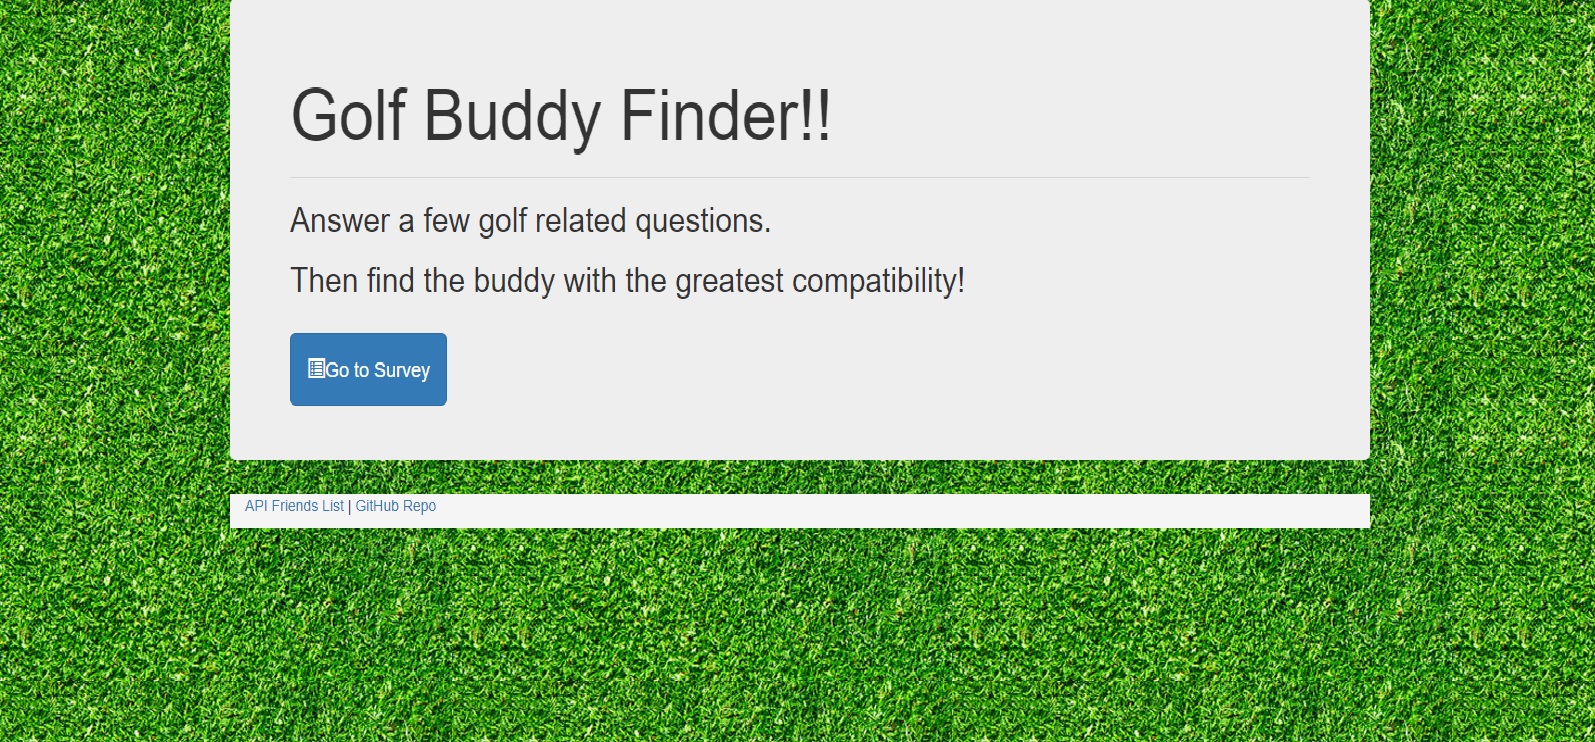 Golf Buddy Finder!!
Answer a few golf related questions.
Then find the buddy with the greatest compatibility!
Go to Survey
API Friends List | GitHub Repo